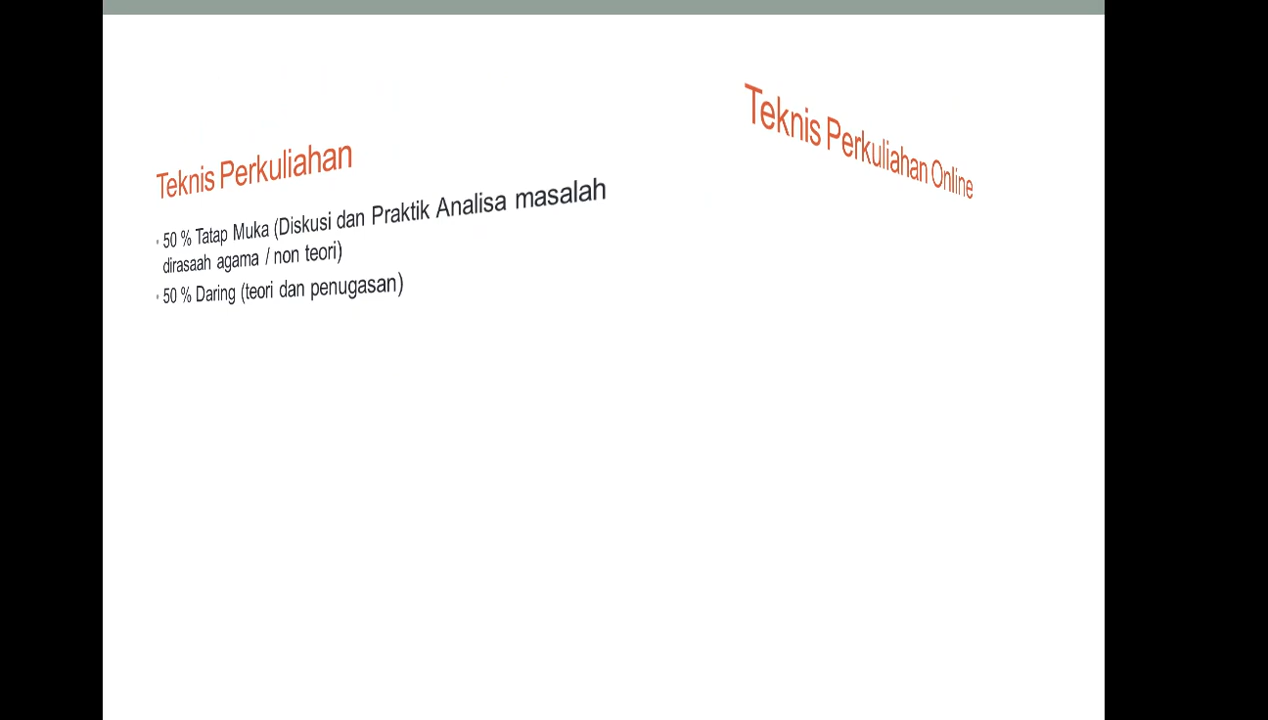 Teknis Perkuliahan
• 50 % Tatap Muka (Diskusi dan Praktik Analisa masalah
dirasaah agama / non teori)
• 50 % Daring (teori dan penugasan)
Teknis Perkuliahan Online